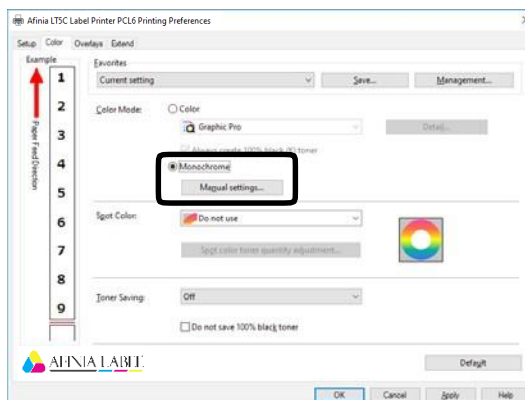 Afinia LT5C Label Printer PCL6 Printing Preferences
Setup Color Overlays Extend
Example
Paper Feed Direction
1
2
3
4
5
6
7
8
9
Favorites
Current setting
Save...
Management...
Color Mode:
Color
Graphic Pro
Detail...
Always create 100% black (K) toner
Monochrome
Manual settings...
Spot Color:
Do not use
Spot color toner quantity adjustment...
Toner Saving:
Off
Do not save 100% black toner
AFINIA LABEL
Default
OK Cancel Apply Help